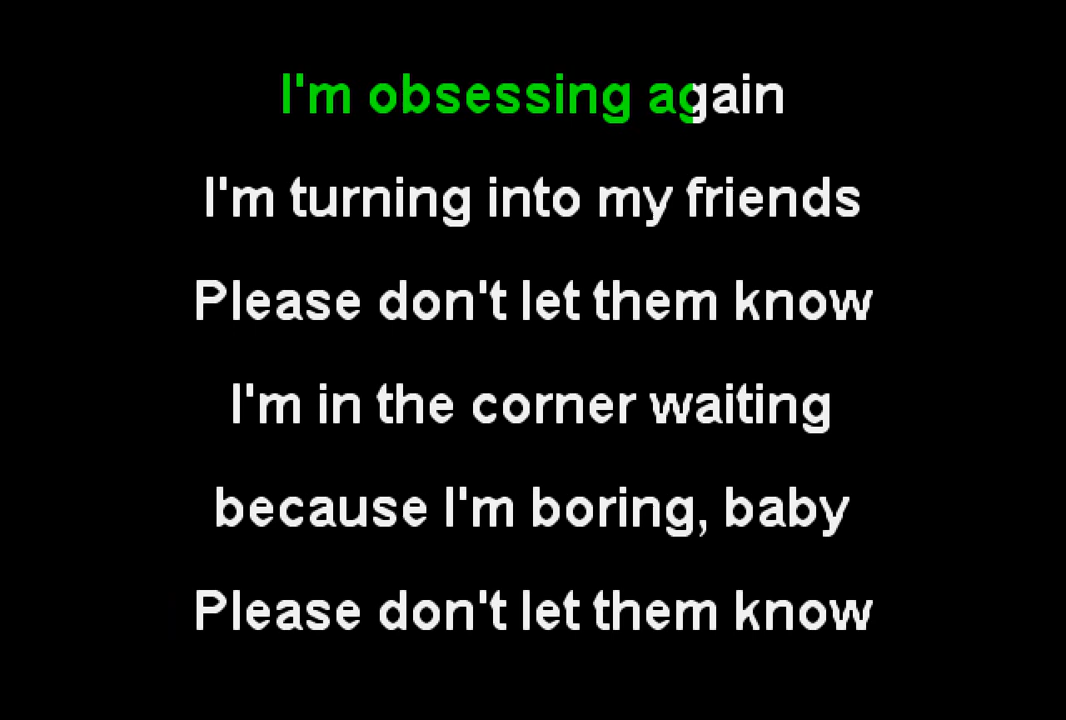 I'm obsessing again
I'm turning into my friends
Please don't let them know
I'm in the corner waiting
because I'm boring, baby
Please don't let them know